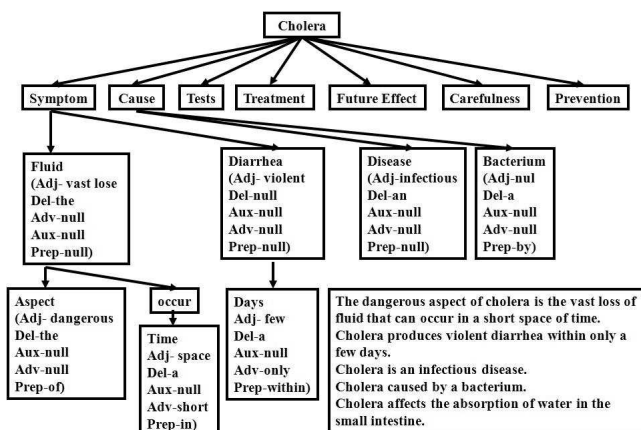 Cholera
Symptom
Cause
Tests
Treatment
Future Effect
Carefulness
Prevention
Fluid
(Adj- vast lose
Del-the
Adv-null
Aux-null
Prep-null)
Diarrhea
(Adj- violent
Del-null
Aux-null
Adv-null
Prep-null)
Disease
(Adj-infectious
Del-an
Aux-null
Adv-null
Prep-null)
Bacterium
(Adj-nul
Del-a
Aux-null
Adv-null
Prep-by)
Aspect
(Adj- dangerous
Del-the
Aux-null
Adv-null
Prep-of)
occur
Time
Adj- space
Del-a
Aux-null
Adv-short
Prep-in)
Days
Adj- few
Del-a
Aux-null
Adv-only
Prep-within)
The dangerous aspect of cholera is the vast loss of
fluid that can occur in a short space of time.
Cholera produces violent diarrhea within only a
few days.
Cholera is an infectious disease.
Cholera caused by a bacterium.
Cholera affects the absorption of water in the
small intestine.